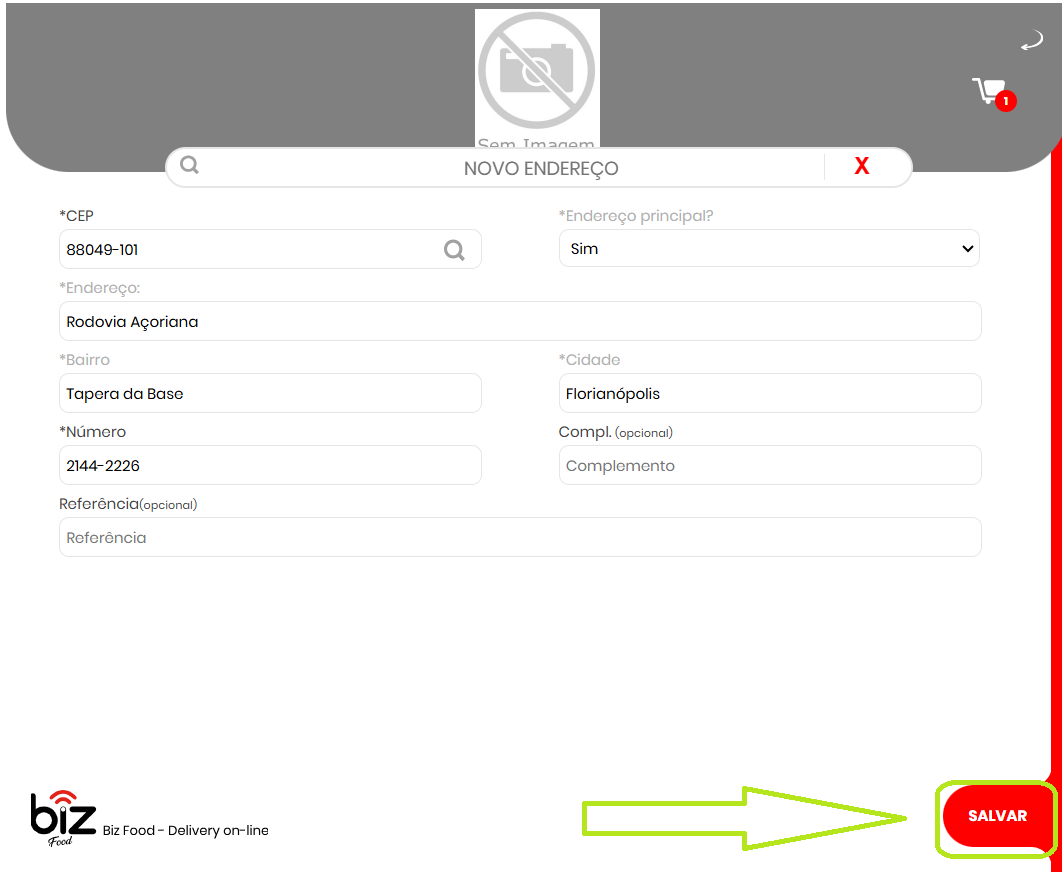 Sem Imagem
1
NOVO ENDEREÇO X
*CEP *Endereço principal?
88049-101 Sim
*Endereço:
Rodovia Açoriana
*Bairro *Cidade
Tapera da Base Florianópolis
*Número Compl. (opcional)
2144-2226 Complemento
Referência(opcional)
Referência
biz
Food
Biz Food - Delivery on-line
SALVAR